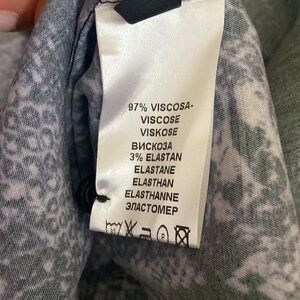 97% VISCOSA-
VISCOSE
VISKOSE
ВИСКОЗА
3% ELASTAN
ELASTANE
ELASTHAN
ELASTHANNE
ЭЛАСТОМЕР